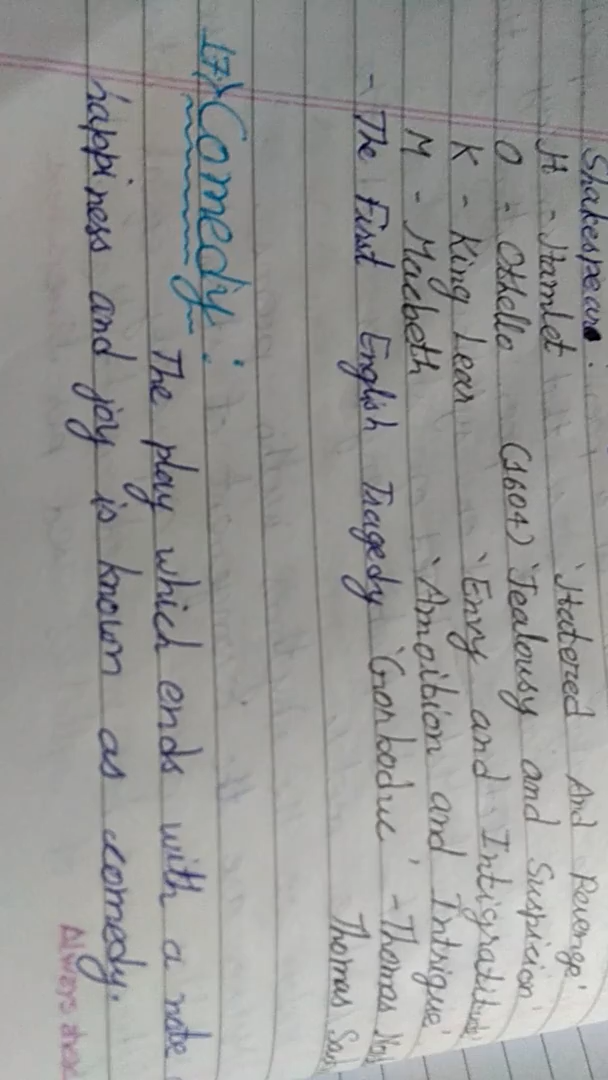 Shakespeare.
H - Hamlet 'Hatered And Revenge'
O - Othello (1604) 'Jealousy and Suspicion'
K - King Lear 'Envy and Intigratitude'
M - Macbeth 'Amoibion and Intrigue'
- The First English Tragedy 'Gorboduc' - Thomas
Thomas
17) Comedy :
The play which ends with a note
happiness and joy is known as comedy.
Always